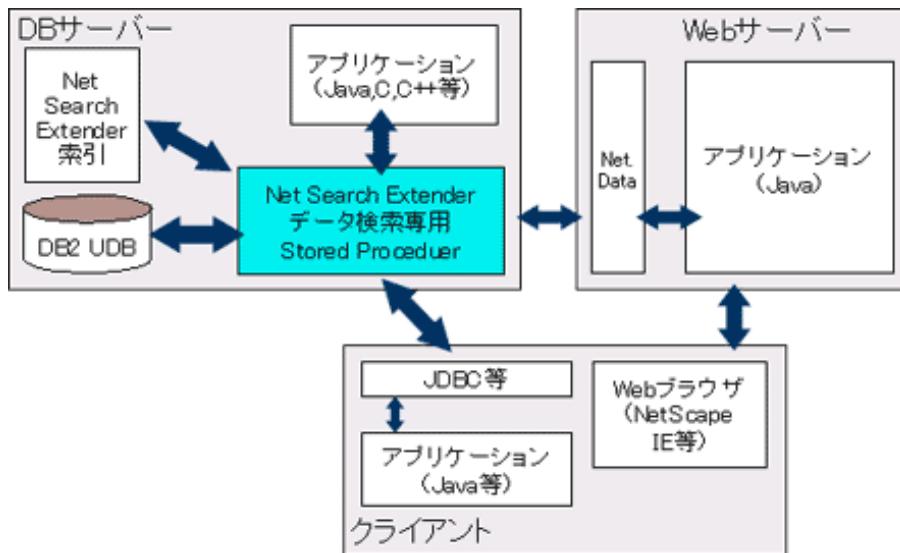 DBサーバー
Net
Search
Extender
索引
アプリケーション
(Java,C,C++等)
DB2 UDB
Net Search Extender
データ検索専用
Stored Proceduer
Webサーバー
Net.
Data
アプリケーション
(Java)
JDBC等
アプリケーション
(Java等)
Webブラウザ
(NetScape
IE等)
クライアント